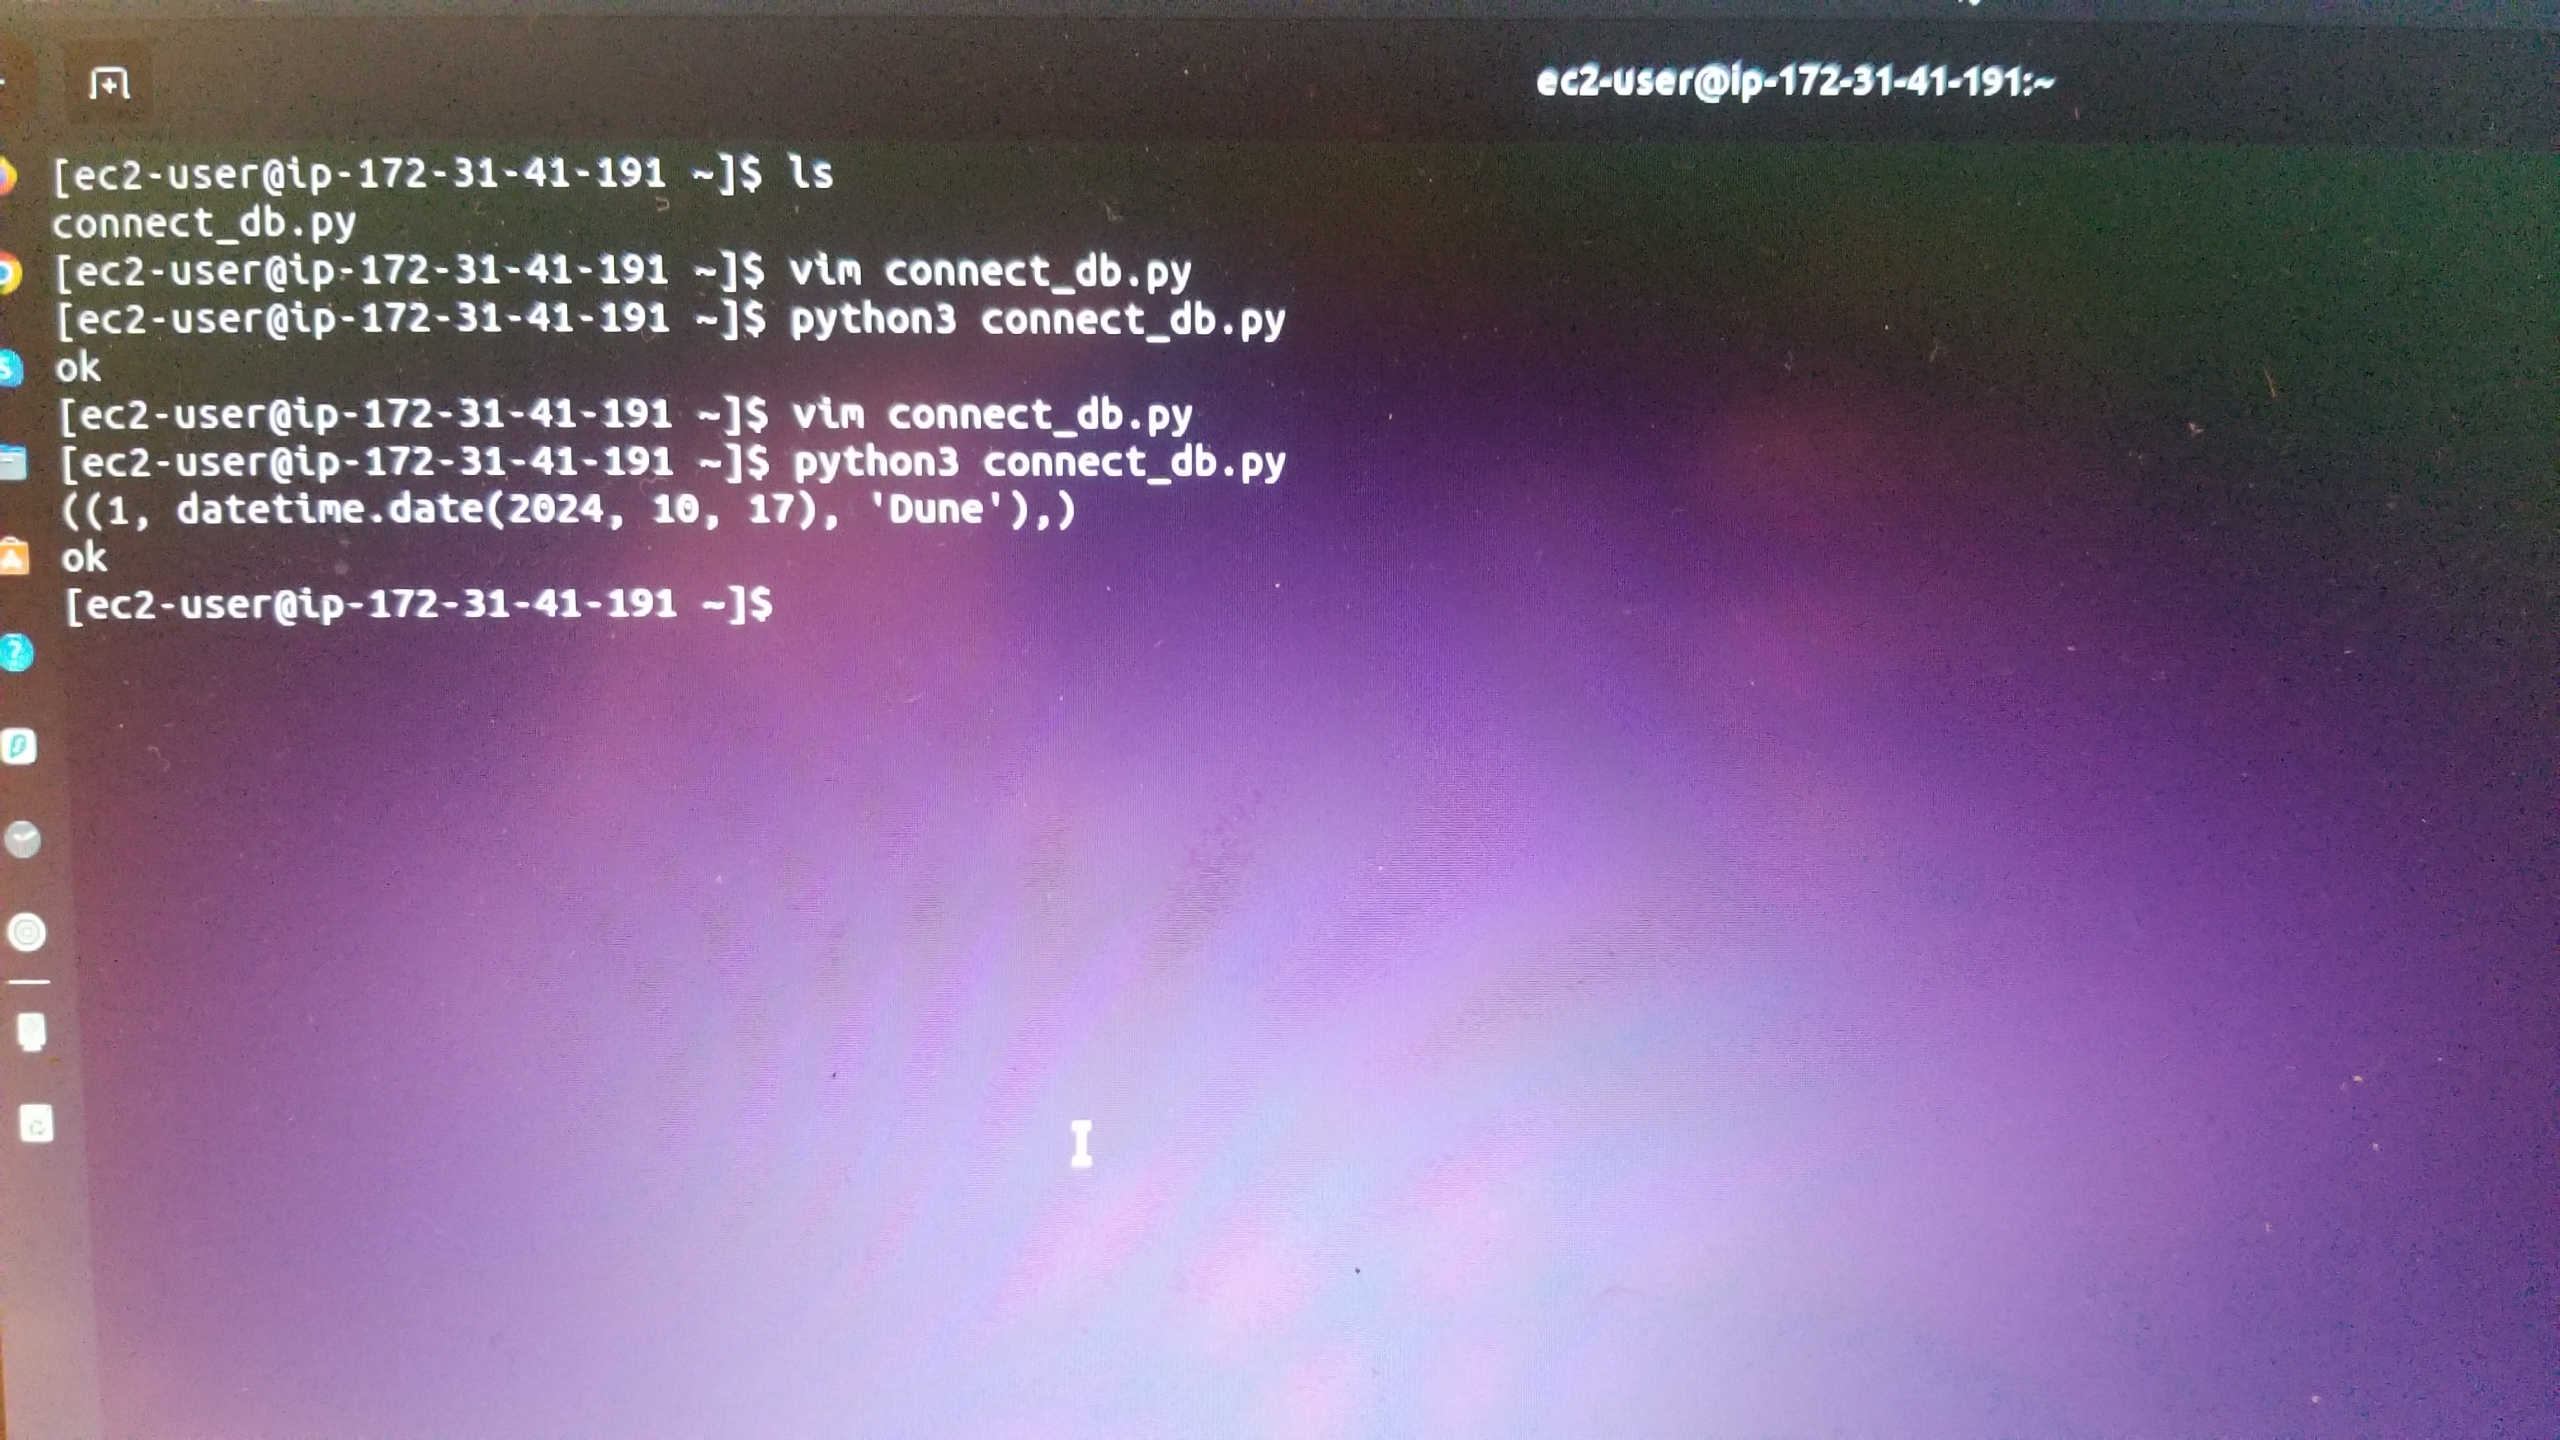 ec2-user@ip-172-31-41-191:~
[ec2-user@ip-172-31-41-191 ~]$ ls
connect_db.py
[ec2-user@ip-172-31-41-191 ~]$ vim connect_db.py
[ec2-user@ip-172-31-41-191 ~]$ python3 connect_db.py
ok
[ec2-user@ip-172-31-41-191 ~]$ vim connect_db.py
[ec2-user@ip-172-31-41-191 ~]$ python3 connect_db.py
((1, datetime.date(2024, 10, 17), 'Dune'),)
ok
[ec2-user@ip-172-31-41-191 ~]$